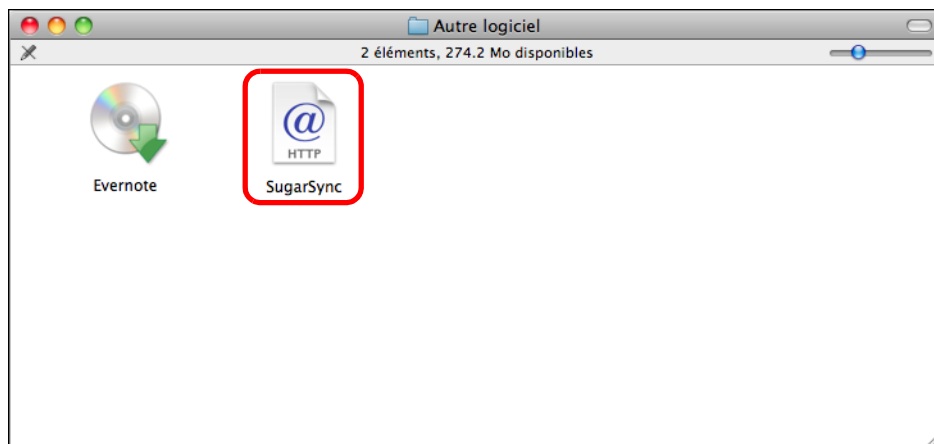 Autre logiciel
2 éléments, 274.2 Mo disponibles
@
HTTP
Evernote
SugarSync